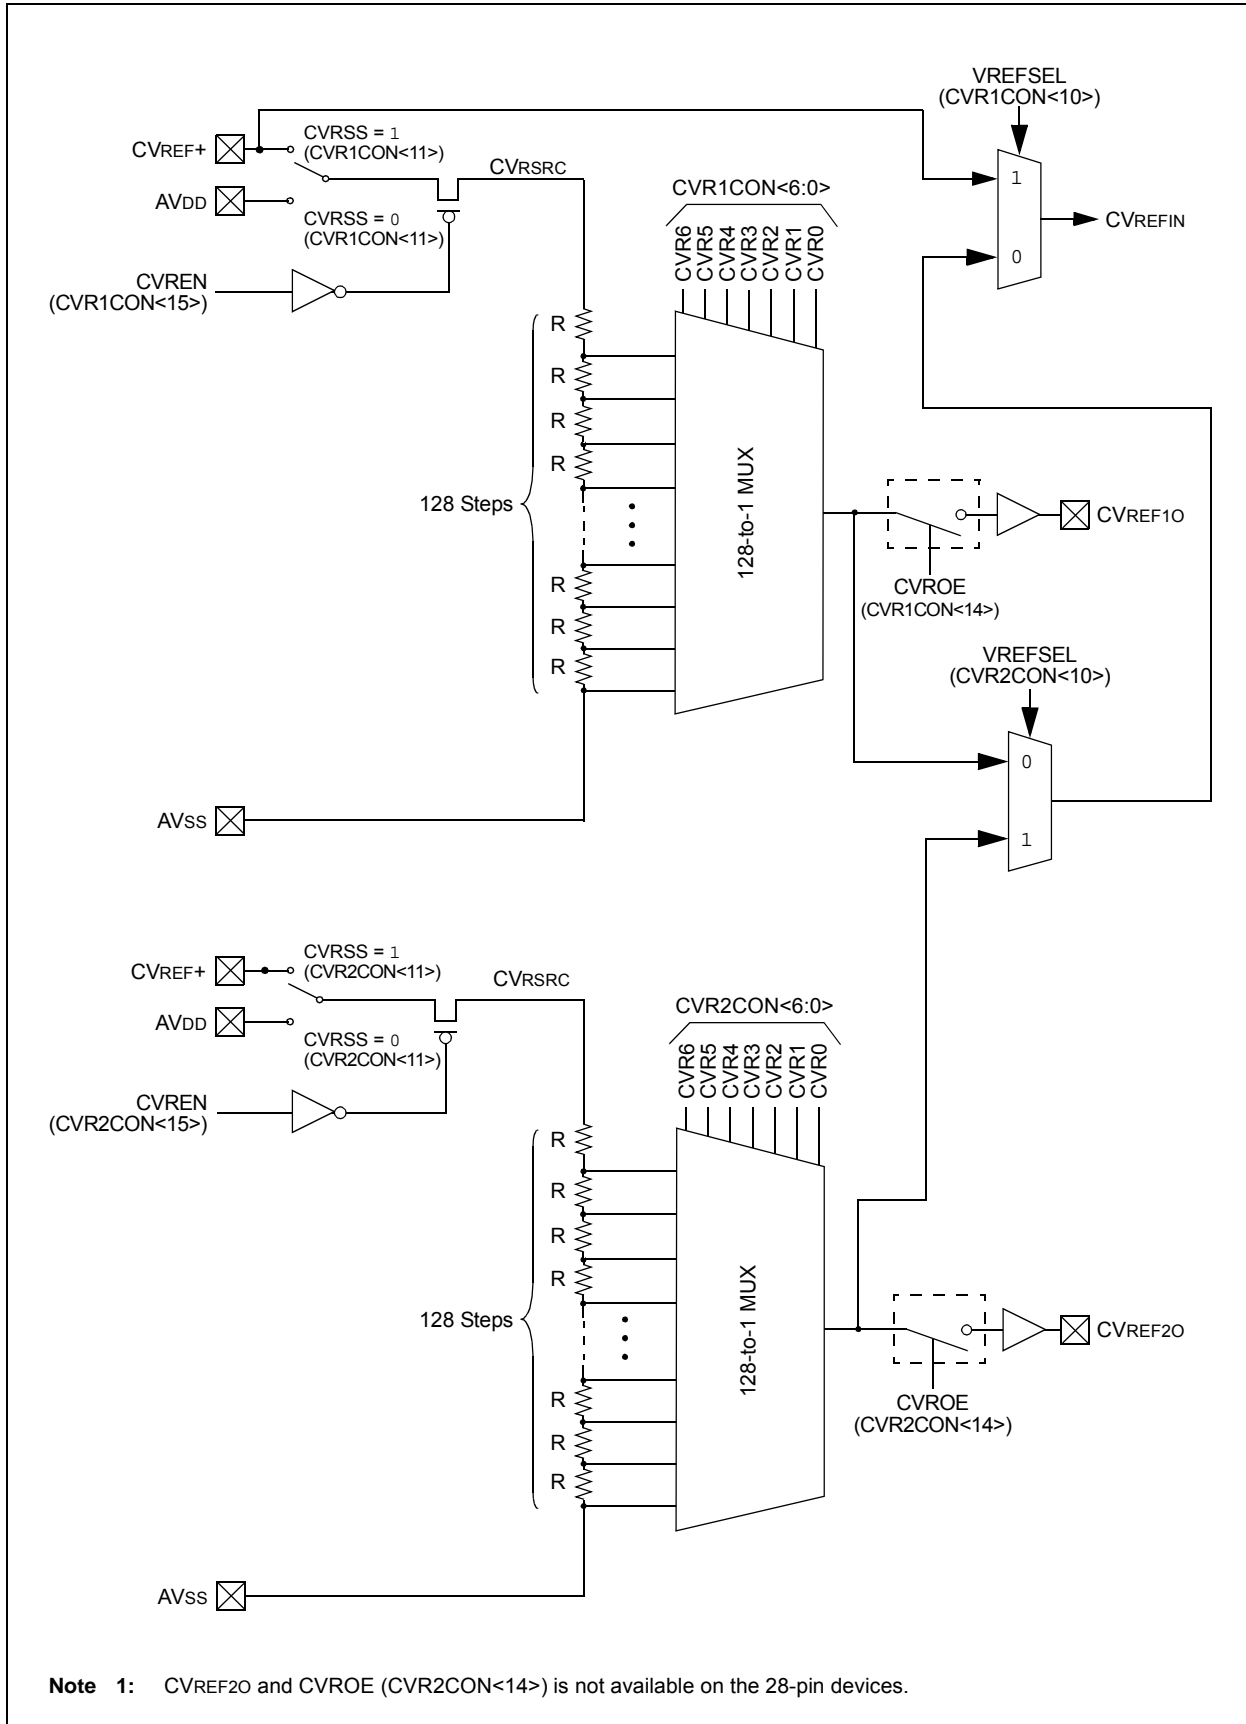 VREFSEL
(CVR1CON<10>)
CVREF+
CVRSS = 1
(CVR1CON<11>)
CVRSRC
AVDD
CVRSS = 0
(CVR1CON<11>)
CVREN
(CVR1CON<15>)
CVR1CON<6:0>
CVR6
CVR5
CVR4
CVR3
CVR2
CVR1
CVR0
1
0
CVREFIN
R
R
R
R
128 Steps
R
R
R
128-to-1 MUX
CVREF1O
CVROE
(CVR1CON<14>)
VREFSEL
(CVR2CON<10>)
0
1
AVSS
CVREF+
CVRSS = 1
(CVR2CON<11>)
CVRSRC
AVDD
CVRSS = 0
(CVR2CON<11>)
CVREN
(CVR2CON<15>)
CVR2CON<6:0>
CVR6
CVR5
CVR4
CVR3
CVR2
CVR1
CVR0
R
R
R
R
128 Steps
R
R
R
128-to-1 MUX
CVREF2O
CVROE
(CVR2CON<14>)
AVSS
Note 1: CVREF2O and CVROE (CVR2CON<14>) is not available on the 28-pin devices.